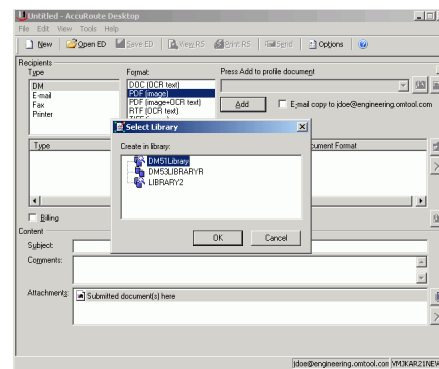 Untitled - AccuRoute Desktop
File Edit View Tools Help
New Open ED Save ED View RS Print RS Send Options
Recipients
Type Format: Press Add to profile document
DM
E-mail
Fax
Printer
DOC (OCR text)
PDF (image)
PDF (image+OCR text)
RTF (OCR text)
Add E-mail copy to jdoe@engineering.omtool.com
Select Library
Type
Create in library:
DM51Library
DM53LIBRARYR
LIBRARY2
OK Cancel
Billing
Content
Subject:
Comments:
Attachments: Submitted document(s) here
jdoe@engineering.omtool.com